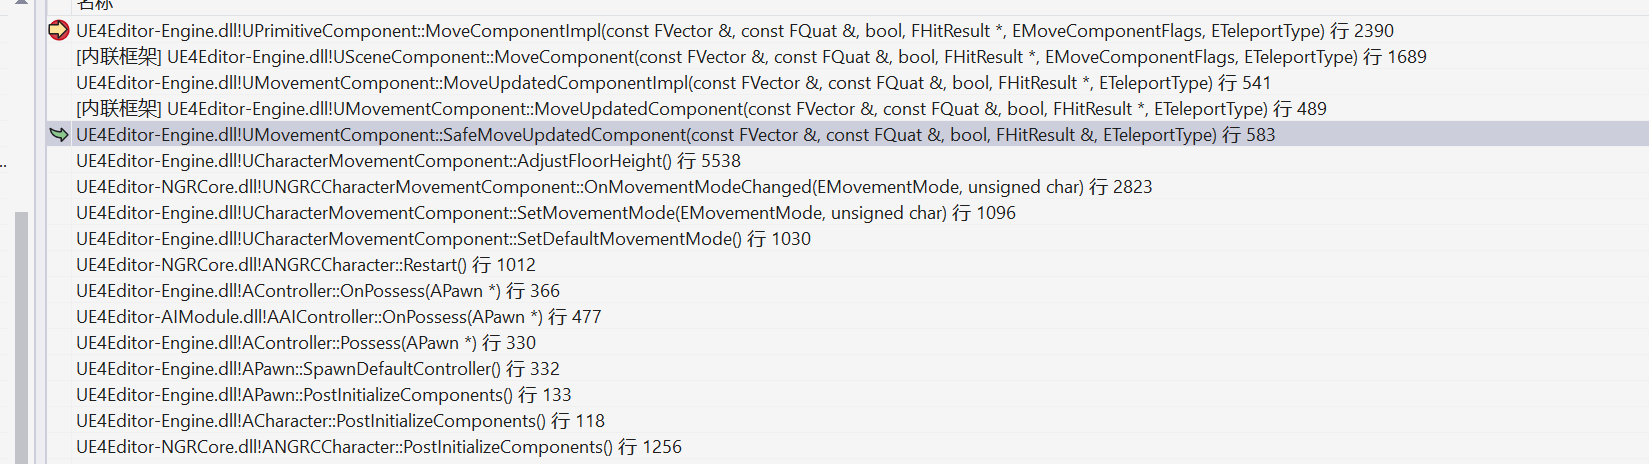 名称
UE4Editor-Engine.dll!UPrimitiveComponent::MoveComponentImpl(const FVector &, const FQuat &, bool, FHitResult *, EMoveComponentFlags, ETeleportType) 行 2390
[内联框架] UE4Editor-Engine.dll!USceneComponent::MoveComponent(const FVector &, const FQuat &, bool, FHitResult *, EMoveComponentFlags, ETeleportType) 行 1689
UE4Editor-Engine.dll!UMovementComponent::MoveUpdatedComponentImpl(const FVector &, const FQuat &, bool, FHitResult *, ETeleportType) 行 541
[内联框架] UE4Editor-Engine.dll!UMovementComponent::MoveUpdatedComponent(const FVector &, const FQuat &, bool, FHitResult *, ETeleportType) 行 489
UE4Editor-Engine.dll!UMovementComponent::SafeMoveUpdatedComponent(const FVector &, const FQuat &, bool, FHitResult &, ETeleportType) 行 583
..
UE4Editor-Engine.dll!UCharacterMovementComponent::AdjustFloorHeight() 行 5538
UE4Editor-NGRCore.dll!UNGRCCharacterMovementComponent::OnMovementModeChanged(EMovementMode, unsigned char) 行 2823
UE4Editor-Engine.dll!UCharacterMovementComponent::SetMovementMode(EMovementMode, unsigned char) 行 1096
UE4Editor-Engine.dll!UCharacterMovementComponent::SetDefaultMovementMode() 行 1030
UE4Editor-NGRCore.dll!ANGRCCharacter::Restart() 行 1012
UE4Editor-Engine.dll!AController::OnPossess(APawn *) 行 366
UE4Editor-AIModule.dll!AAIController::OnPossess(APawn *) 行 477
UE4Editor-Engine.dll!AController::Possess(APawn *) 行 330
UE4Editor-Engine.dll!APawn::SpawnDefaultController() 行 332
UE4Editor-Engine.dll!APawn::PostInitializeComponents() 行 133
UE4Editor-Engine.dll!ACharacter::PostInitializeComponents() 行 118
UE4Editor-NGRCore.dll!ANGRCCharacter::PostInitializeComponents() 行 1256